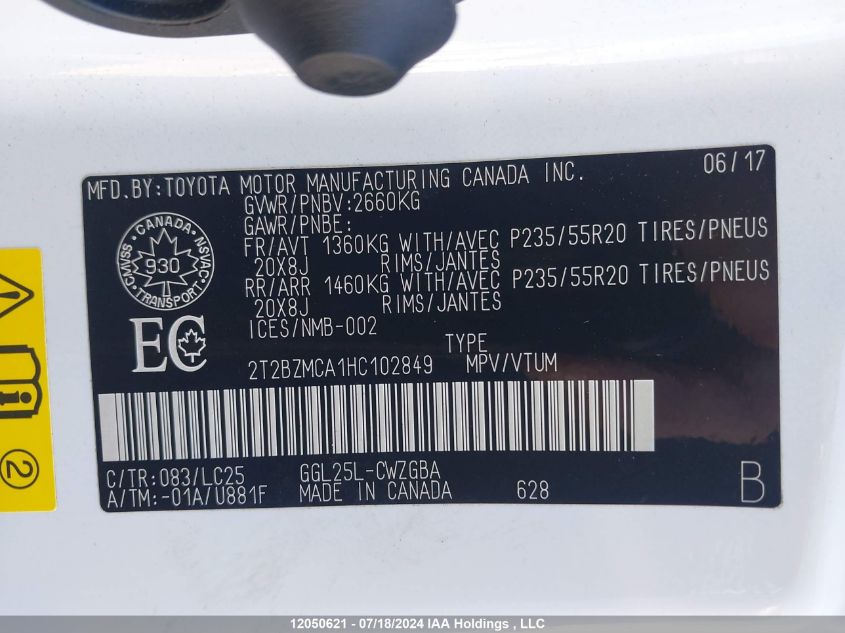 MFD.BY:TOYOTA MOTOR MANUFACTURING CANADA INC. 06/17
GVWR/PNBV:2660KG
GAWR/PNBE:
FR/AVT 1360KG WITH/AVEC P235/55R20 TIRES/PNEUS
20X8J RIMS/JANTES
RR/ARR 1460KG WITH/AVEC P235/55R20 TIRES/PNEUS
20X8J RIMS/JANTES
ICES/NMB-002
CANADA
CMVSS 930 NSVAC
TRANSPORT
EC
TYPE
2T2BZMCA1HC102849 MPV/VTUM
C/TR:083/LC25 GGL25L-CWZGBA
A/TM:-01A/U881F MADE IN CANADA 628 B
2
12050621 - 07/18/2024 IAA Holdings , LLC